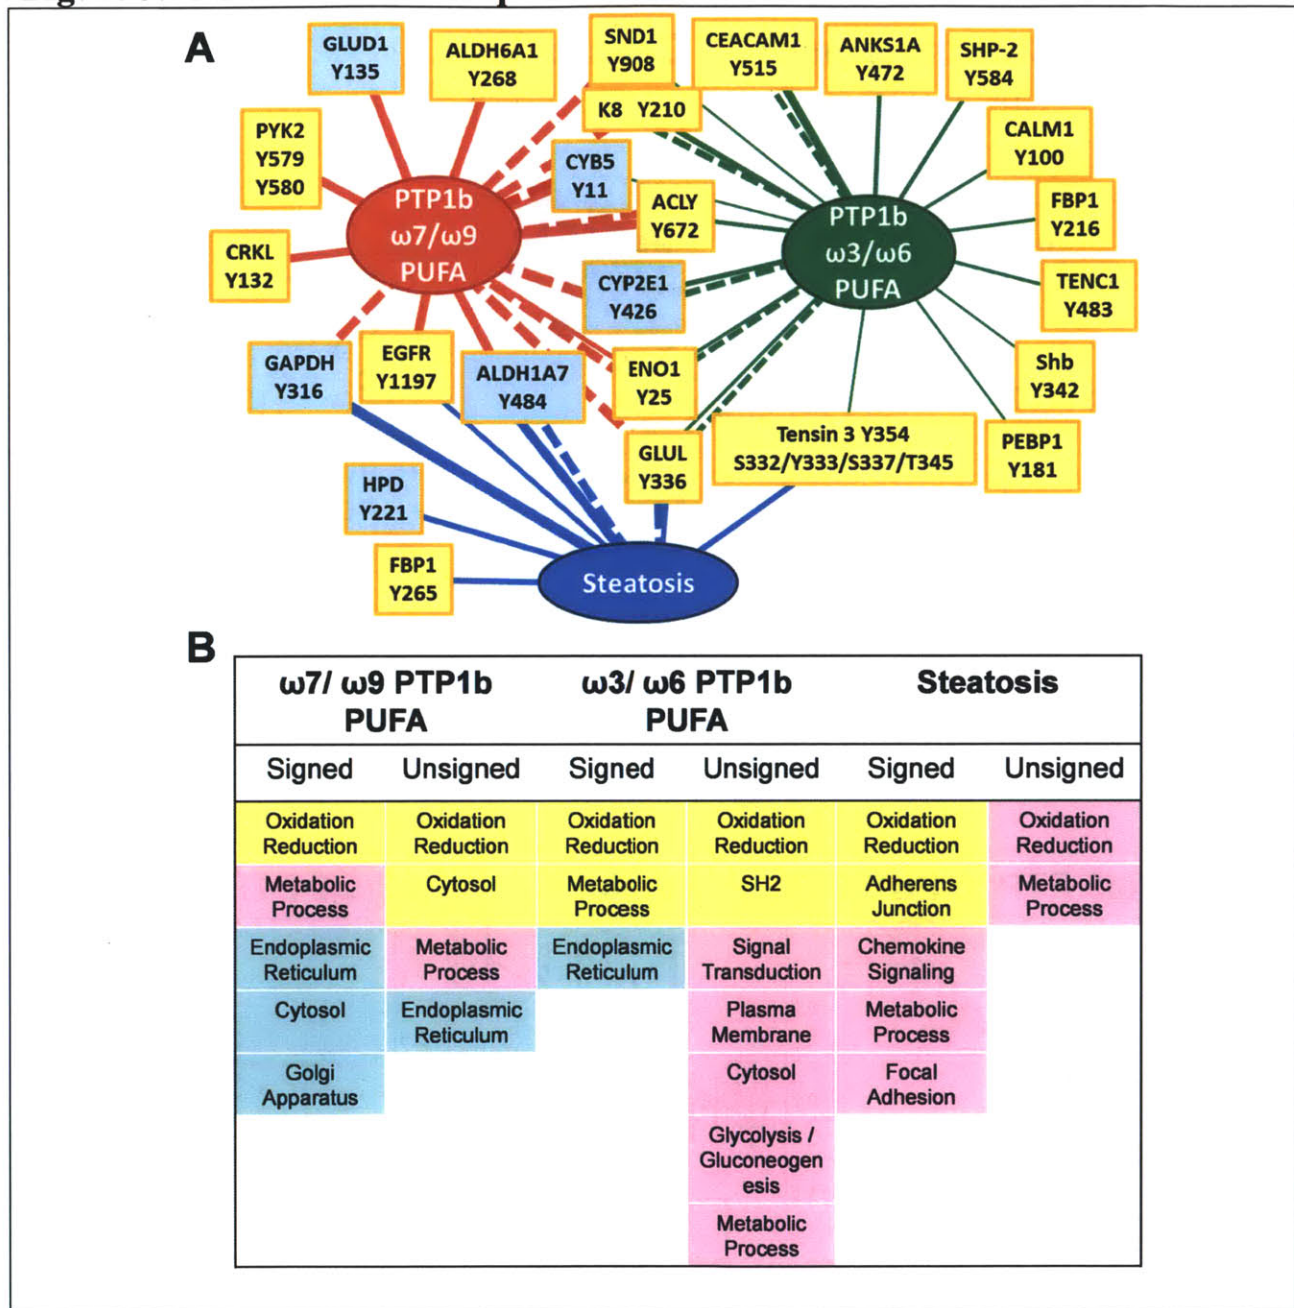 A
GLUD1
Y135
ALDH6A1
Y268
SND1
Y908
CEACAM1
Y515
ANKS1A
Y472
SHP-2
Y584
K8 Y210
PYK2
Y579
Y580
CALM1
Y100
CYB5
Y11
PTP1b
ω7/ω9
PUFA
ACLY
Y672
PTP1b
ω3/ω6
PUFA
FBP1
Y216
CRKL
Y132
CYP2E1
Y426
TENC1
Y483
GAPDH
Y316
EGFR
Y1197
ALDH1A7
Y484
ENO1
Y25
Shb
Y342
GLUL
Y336
Tensin 3 Y354
S332/Y333/S337/T345
PEBP1
Y181
HPD
Y221
FBP1
Y265
Steatosis
B
ω7/ ω9 PTP1b
PUFA
ω3/ ω6 PTP1b
PUFA
Steatosis
Signed Unsigned Signed Unsigned Signed Unsigned
Oxidation
Reduction
Oxidation
Reduction
Oxidation
Reduction
Oxidation
Reduction
Oxidation
Reduction
Oxidation
Reduction
Metabolic
Process
Cytosol
Metabolic
Process
SH2
Adherens
Junction
Metabolic
Process
Endoplasmic
Reticulum
Metabolic
Process
Endoplasmic
Reticulum
Signal
Transduction
Chemokine
Signaling
Cytosol
Endoplasmic
Reticulum
Plasma
Membrane
Metabolic
Process
Golgi
Apparatus
Cytosol
Focal
Adhesion
Glycolysis /
Gluconeogen
esis
Metabolic
Process